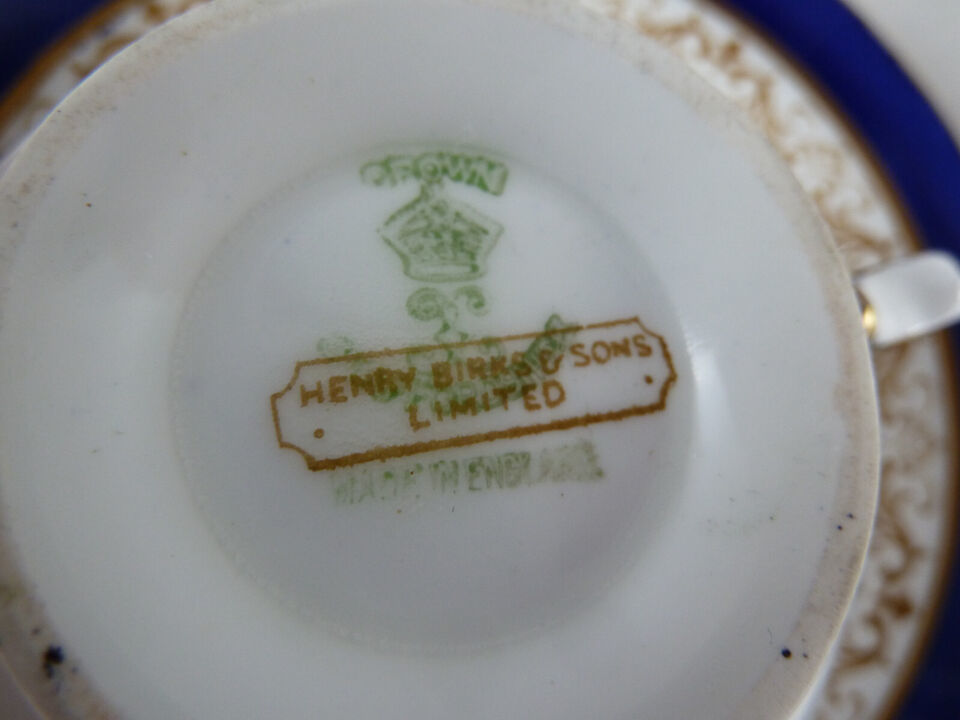 CROWN
HENRY BIRKS & SONS
LIMITED
MADE IN ENGLAND.